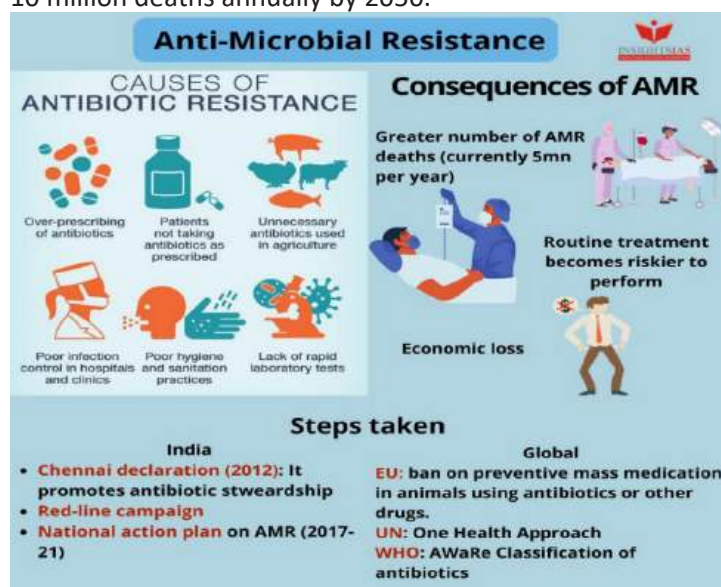 10 million deaths annually by 2050.
Anti-Microbial Resistance
INSIGHTSIAS
CAUSES OF
ANTIBIOTIC RESISTANCE
Over-prescribing
of antibiotics
Patients
not taking
antibiotics as
prescribed
Unnecessary
antibiotics used
in agriculture
Poor infection
control in hospitals
and clinics
Poor hygiene
and sanitation
practices
Lack of rapid
laboratory tests
Consequences of AMR
Greater number of AMR
deaths (currently 5mn
per year)
Routine treatment
becomes riskier to
perform
Economic loss
Steps taken
India
• Chennai declaration (2012): It
promotes antibiotic stweardship
• Red-line campaign
• National action plan on AMR (2017-
21)
Global
EU: ban on preventive mass medication
in animals using antibiotics or other
drugs.
UN: One Health Approach
WHO: AWaRe Classification of
antibiotics